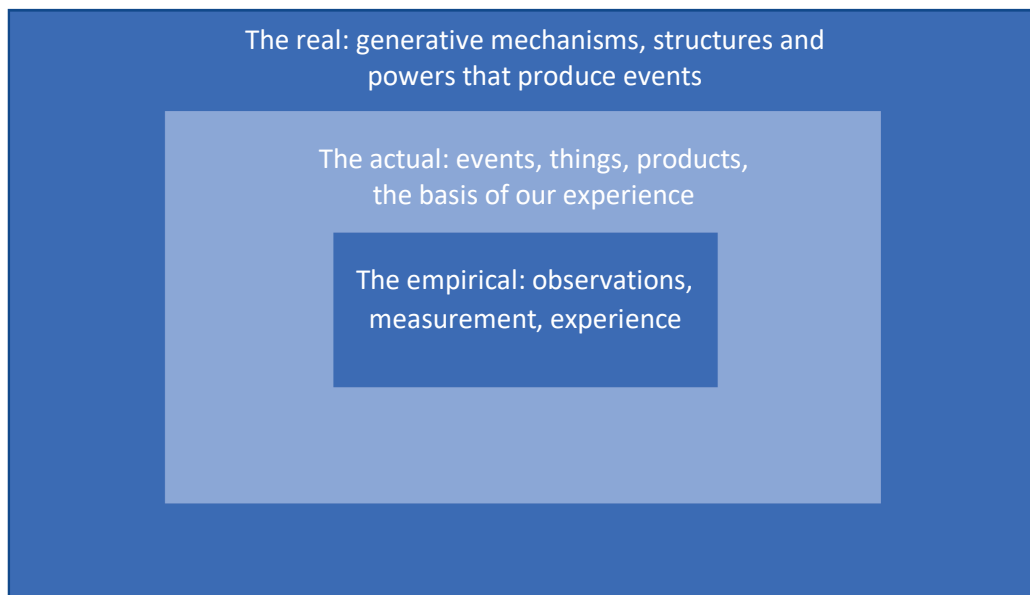 The real: generative mechanisms, structures and
powers that produce events
The actual: events, things, products,
the basis of our experience
The empirical: observations,
measurement, experience